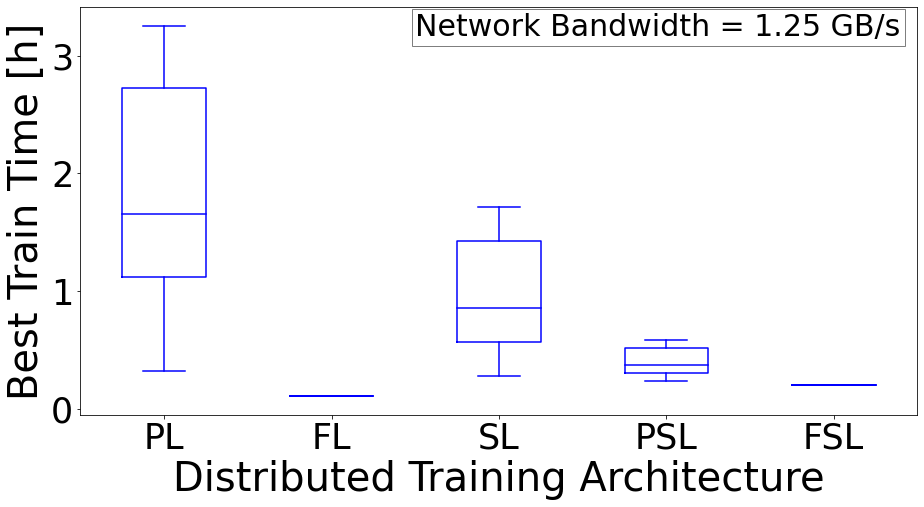 Network Bandwidth = 1.25 GB/s
Best Train Time [h]
3
2
1
0
PL FL SL PSL FSL
Distributed Training Architecture